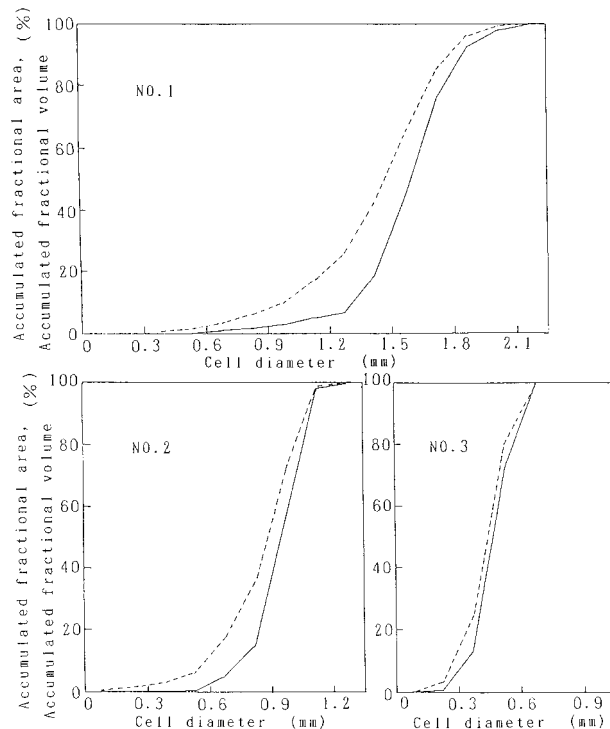 Accumulated fractional area, (%)
Accumulated fractional volume
100
80
60
40
20
0
NO.1
0 0.3 0.6 0.9 1.2 1.5 1.8 2.1
Cell diameter (mm)
Accumulated fractional area, (%)
Accumulated fractional volume
100
80
60
40
20
0
NO.2
0 0.3 0.6 0.9 1.2
Cell diameter (mm)
100
80
60
40
20
0
NO.3
0 0.3 0.6 0.9
Cell diameter (mm)